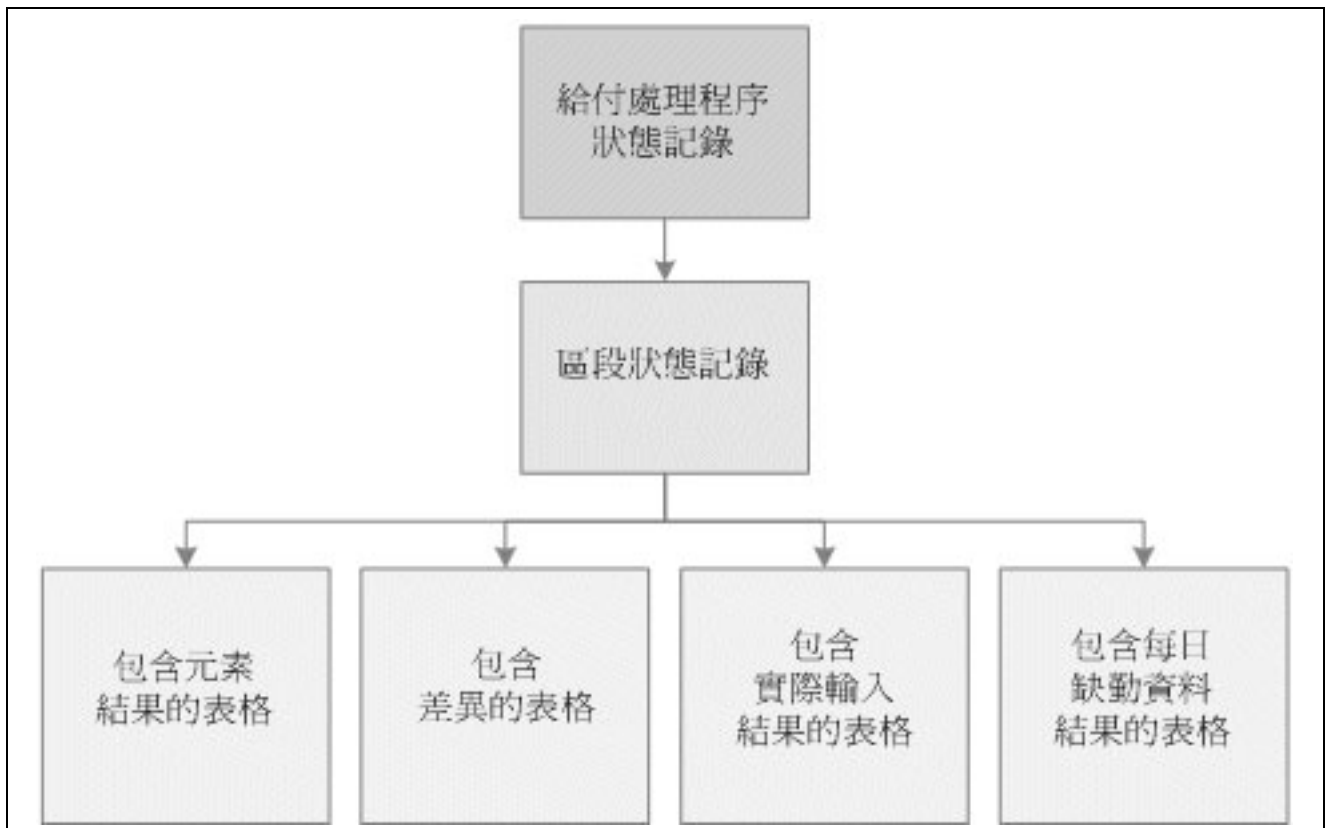 給付處理程序
狀態記錄
區段狀態記錄
包含元素
結果的表格
包含
差異的表格
包含
實際輸入
結果的表格
包含每日
缺勤資料
結果的表格